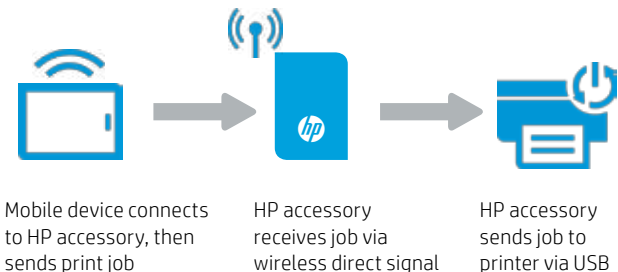 hp
Mobile device connects
to HP accessory, then
sends print job
HP accessory
receives job via
wireless direct signal
HP accessory
sends job to
printer via USB